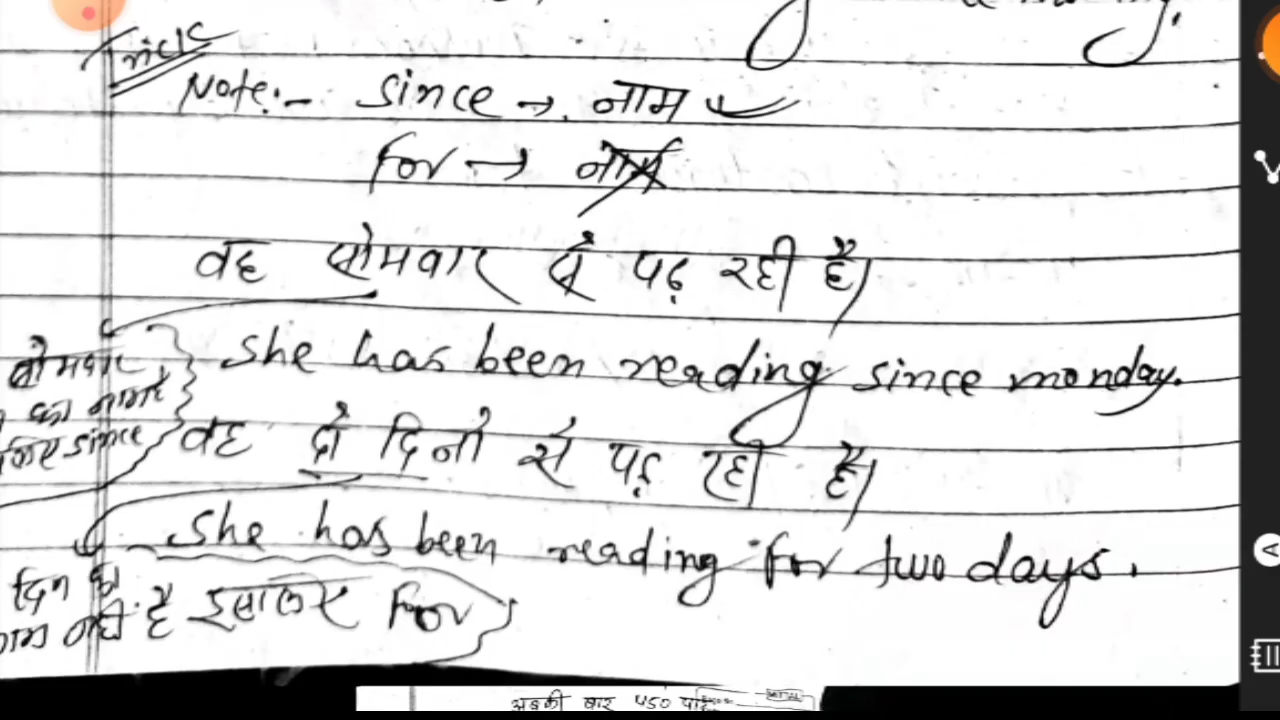 Trick
Note:- Since → नाम
for → नाम
वह सोमवार से पढ़ रही है।
She has been reading since monday.
सोमवार
का नाम है
लिए since
वह दो दिनों से पढ़ रही है।
She has been reading for two days.
दिन का
नाम नही है इसलिए For
अबकी बार